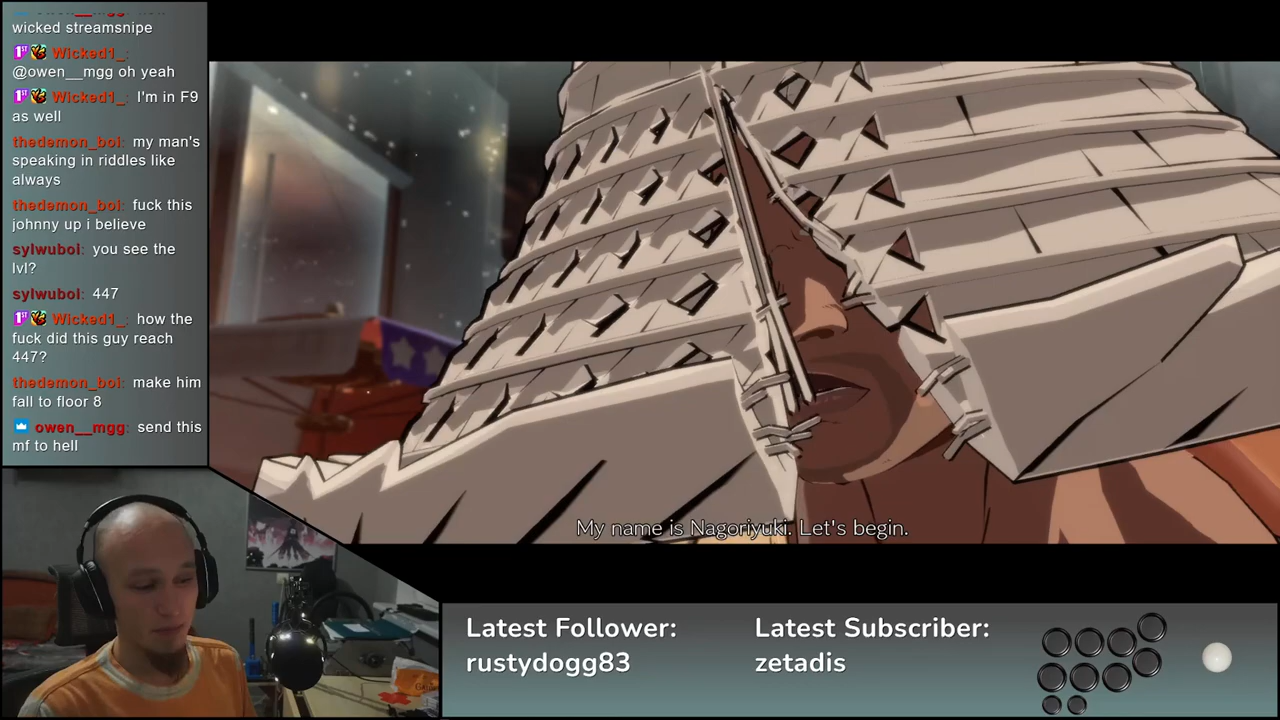 wicked streamsnipe
Wicked1_:
@owen__mgg oh yeah
Wicked1_: I'm in F9
as well
thedemon_boi: my man's
speaking in riddles like
always
thedemon_boi: fuck this
johnny up i believe
sylwuboi: you see the
lvl?
sylwuboi: 447
Wicked1_: how the
fuck did this guy reach
447?
thedemon_boi: make him
fall to floor 8
owen__mgg: send this
mf to hell
My name is Nagoriyuki. Let's begin.
Latest Follower:
rustydogg83
Latest Subscriber:
zetadis